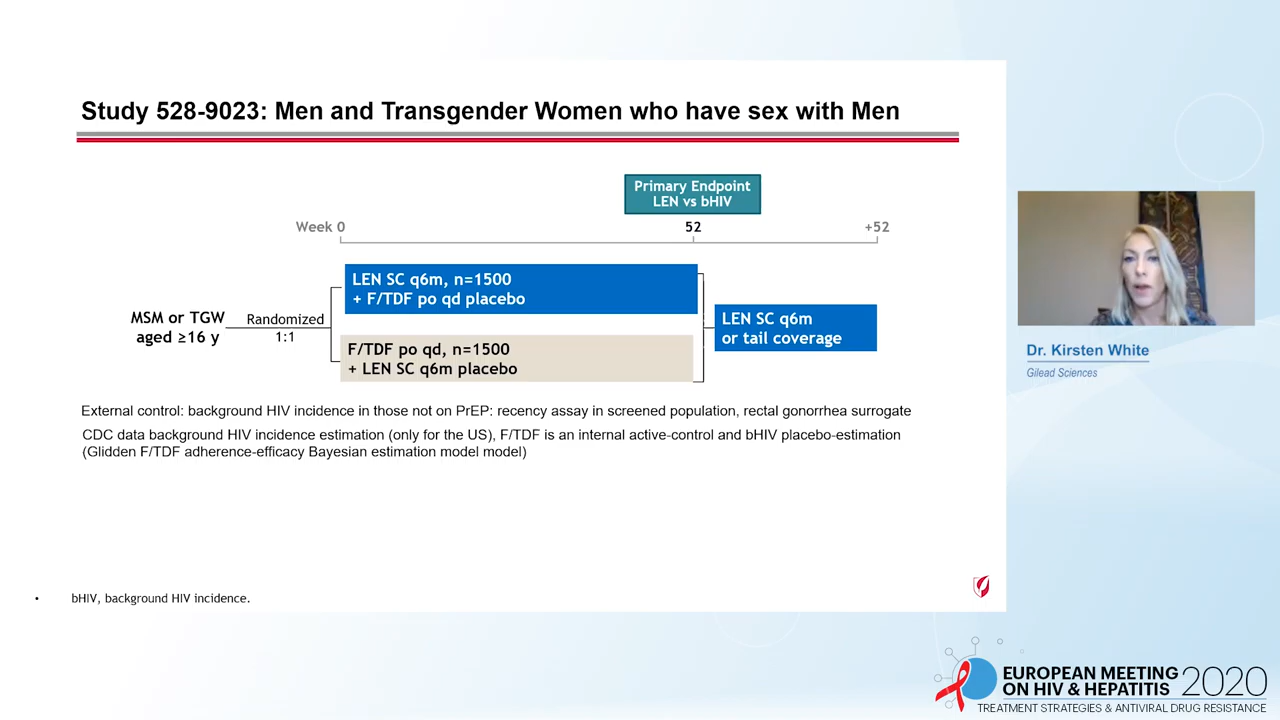 Study 528-9023: Men and Transgender Women who have sex with Men
Primary Endpoint
LEN vs bHIV
Week 0
52
+52
LEN SC q6m, n=1500
+ F/TDF po qd placebo
MSM or TGW
aged ≥16 y
Randomized
1:1
LEN SC q6m
or tail coverage
F/TDF po qd, n=1500
+ LEN SC q6m placebo
External control: background HIV incidence in those not on PrEP: recency assay in screened population, rectal gonorrhea surrogate
CDC data background HIV incidence estimation (only for the US), F/TDF is an internal active-control and bHIV placebo-estimation
(Glidden F/TDF adherence-efficacy Bayesian estimation model model)
• bHIV, background HIV incidence.
Dr. Kirsten White
Gilead Sciences
EUROPEAN MEETING
ON HIV & HEPATITIS 2020
TREATMENT STRATEGIES & ANTIVIRAL DRUG RESISTANCE